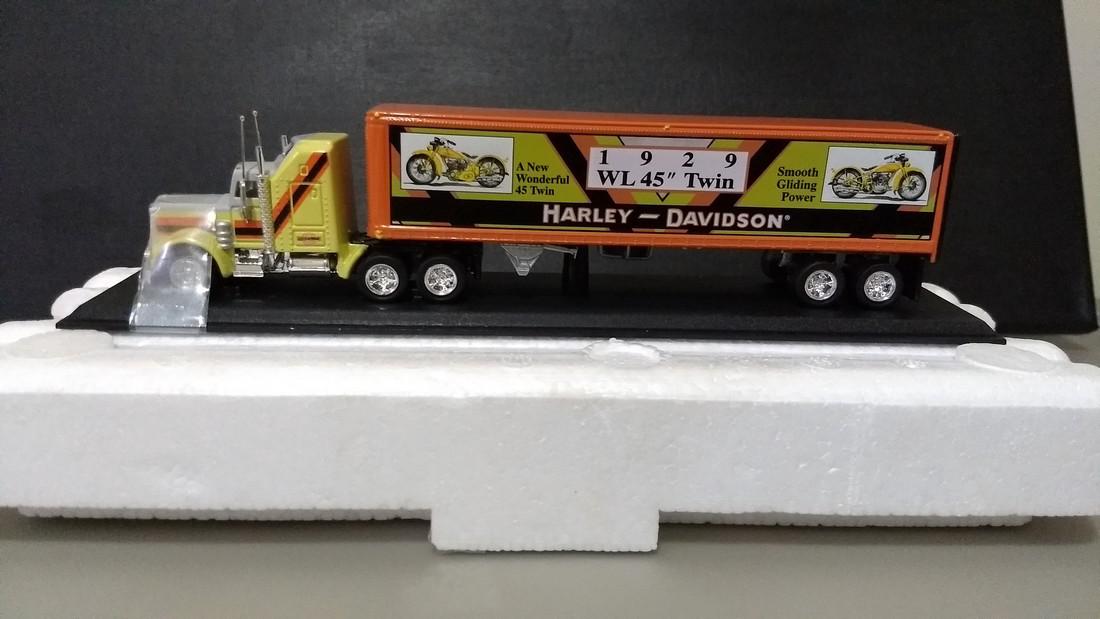 A New
Wonderful
45 Twin
1 9 2 9
WL 45" Twin
Smooth
Gliding
Power
HARLEY – DAVIDSON®